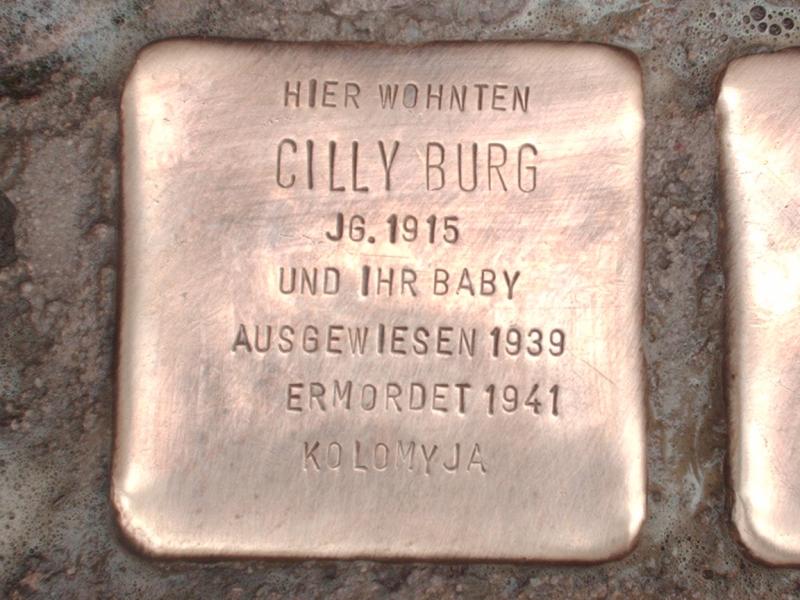 HIER WOHNTEN
CILLY BURG
JG. 1915
UND IHR BABY
AUSGEWIESEN 1939
ERMORDET 1941
KOLOMYJA